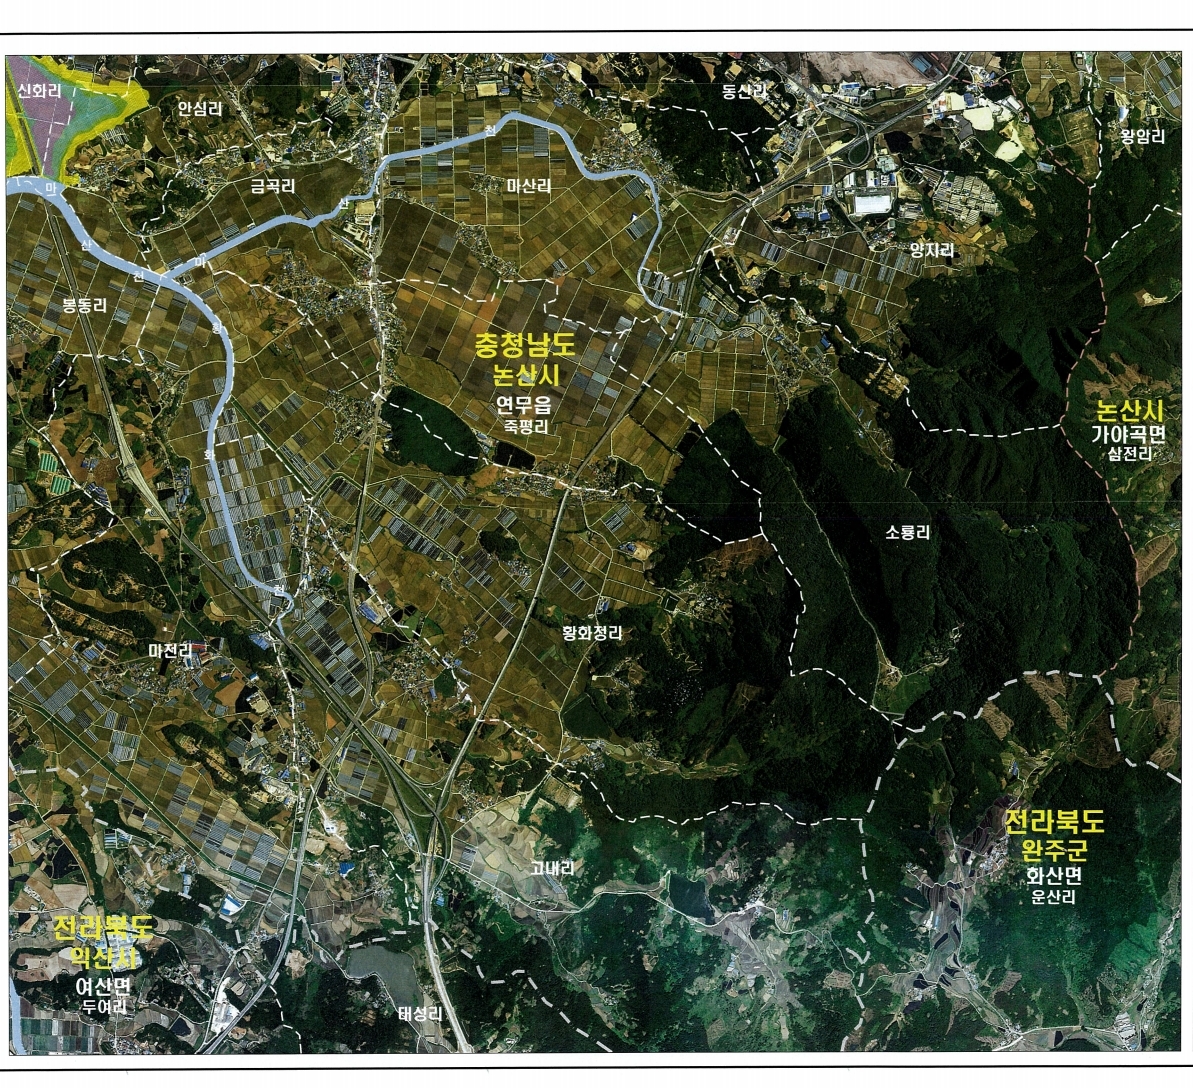 신화리
안심리
동산리
왕암리
마
천
금곡리
마산리
산
양지리
산
천
마
봉동리
황
충청남도
논산시
연무읍
죽평리
논산시
가야곡면
삼전리
화
소룡리
천
황화정리
마전리
전라북도
완주군
화산면
운산리
고내리
전라북도
익산시
여산면
두여리
태성리